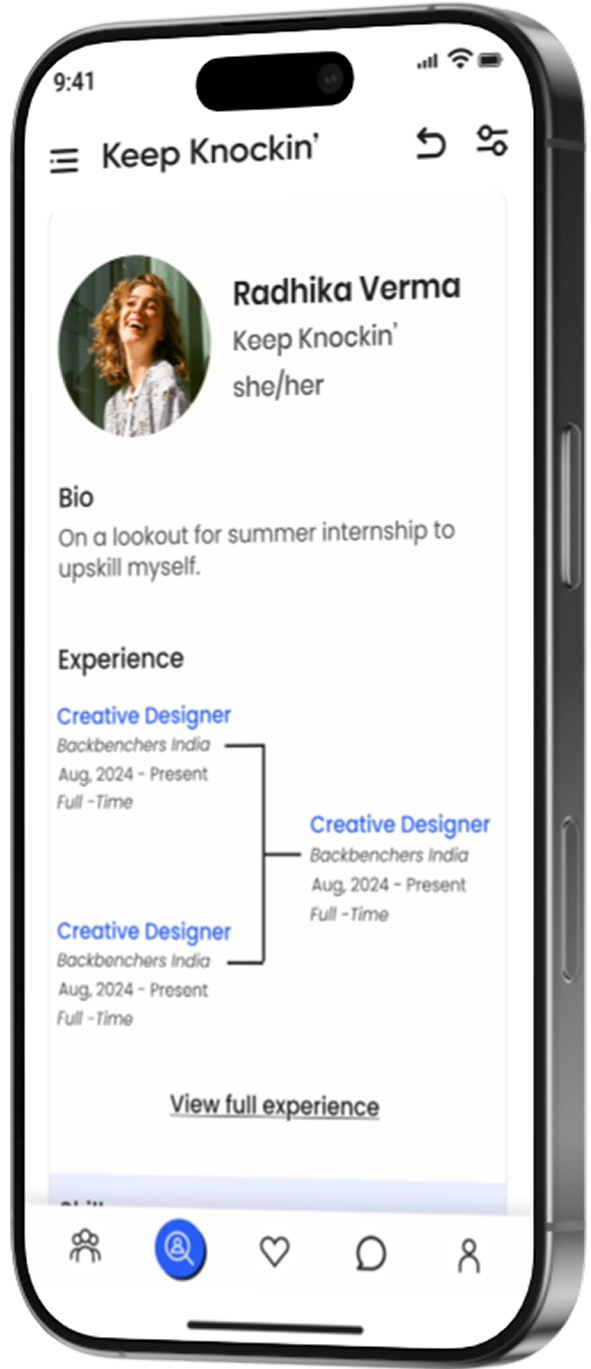 9:41
Keep Knockin’
Radhika Verma
Keep Knockin’
she/her
Bio
On a lookout for summer internship to
upskill myself.
Experience
Creative Designer
Backbenchers India
Aug, 2024 - Present
Full -Time
Creative Designer
Backbenchers India
Aug, 2024 - Present
Full -Time
Creative Designer
Backbenchers India
Aug, 2024 - Present
Full -Time
View full experience